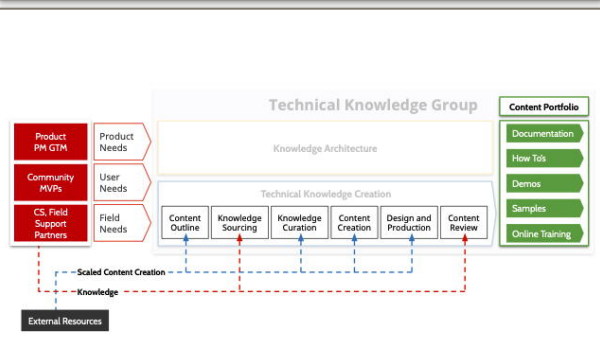 Technical Knowledge Group
Content Portfolio
Product
PM GTM
Product
Needs
Knowledge Architecture
Documentation
How To's
Community
MVPs
User
Needs
Demos
Technical Knowledge Creation
Samples
CS, Field
Support
Partners
Field
Needs
Content
Outline
Knowledge
Sourcing
Knowledge
Curation
Content
Creation
Design and
Production
Content
Review
Online Training
Scaled Content Creation
Knowledge
External Resources